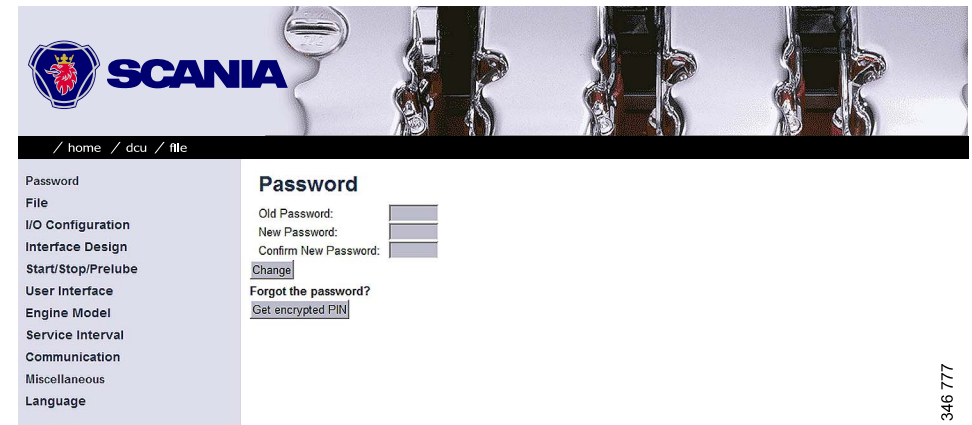 SCANIA
/ home / dcu / file
Password
File
I/O Configuration
Interface Design
Start/Stop/Prelube
User Interface
Engine Model
Service Interval
Communication
Miscellaneous
Language
Password
Old Password:
New Password:
Confirm New Password:
Change
Forgot the password?
Get encrypted PIN
346 777